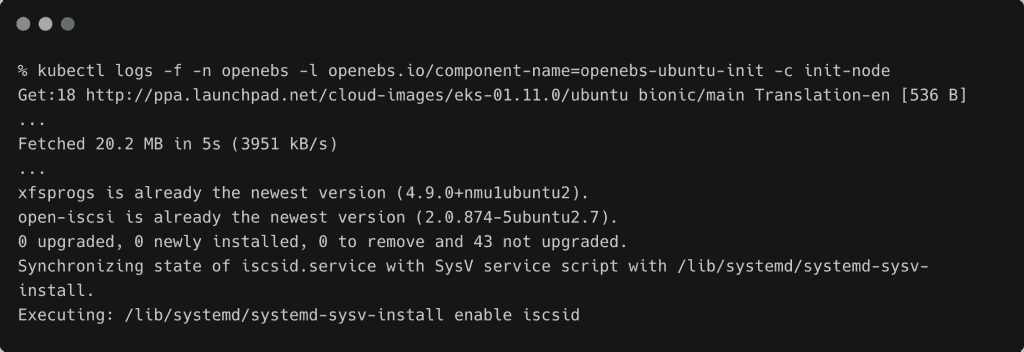 % kubectl logs -f -n openebs -l openebs.io/component-name=openebs-ubuntu-init -c init-node
Get:18 http://ppa.launchpad.net/cloud-images/eks-01.11.0/ubuntu bionic/main Translation-en [536 B]
...
Fetched 20.2 MB in 5s (3951 kB/s)
...
xfsprogs is already the newest version (4.9.0+nmu1ubuntu2).
open-iscsi is already the newest version (2.0.874-5ubuntu2.7).
0 upgraded, 0 newly installed, 0 to remove and 43 not upgraded.
Synchronizing state of iscsid.service with SysV service script with /lib/systemd/systemd-sysv-
install.
Executing: /lib/systemd/systemd-sysv-install enable iscsid